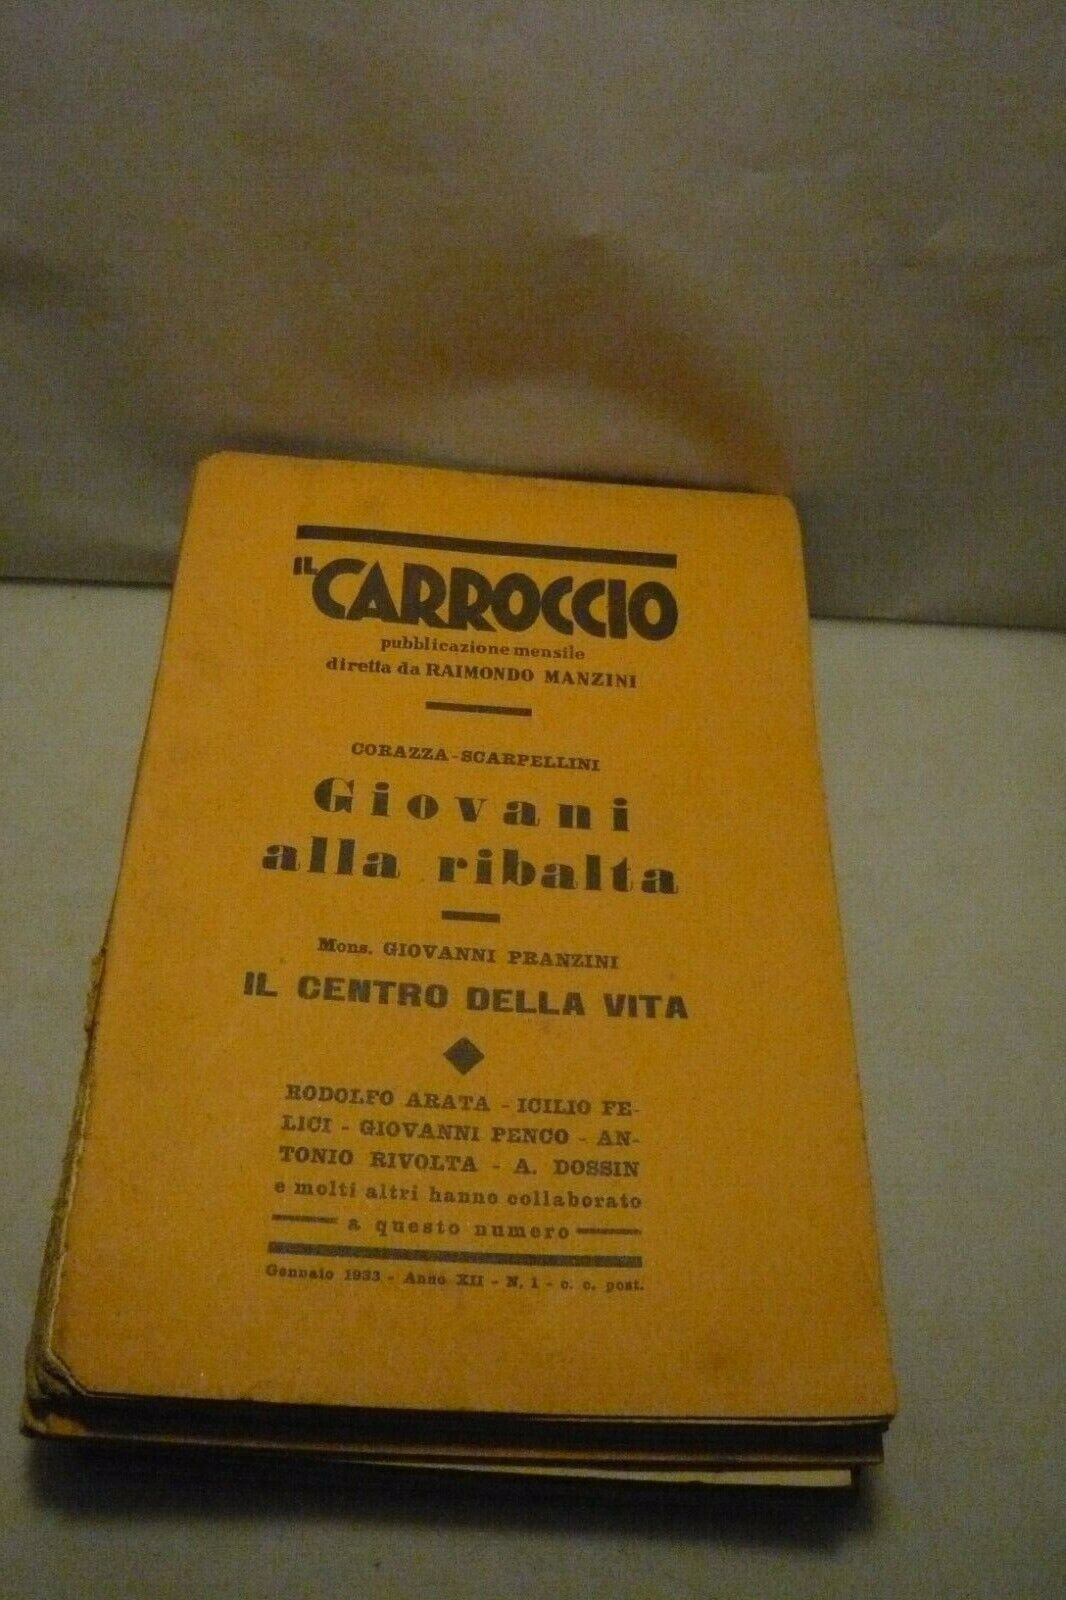 IL CARROCCIO
pubblicazione mensile
diretta da RAIMONDO MANZINI
CORAZZA-SCARPELLINI
Giovani
alla ribalta
Mons. GIOVANNI PRANZINI
IL CENTRO DELLA VITA
RODOLFO ARATA - ICILIO FE-
LICI - GIOVANNI PENCO - AN-
TONIO RIVOLTA - A. DOSSIN
e molti altri hanno collaborato
a questo numero
Gennaio 1933 - Anno XII - N. 1 - c. c. post.